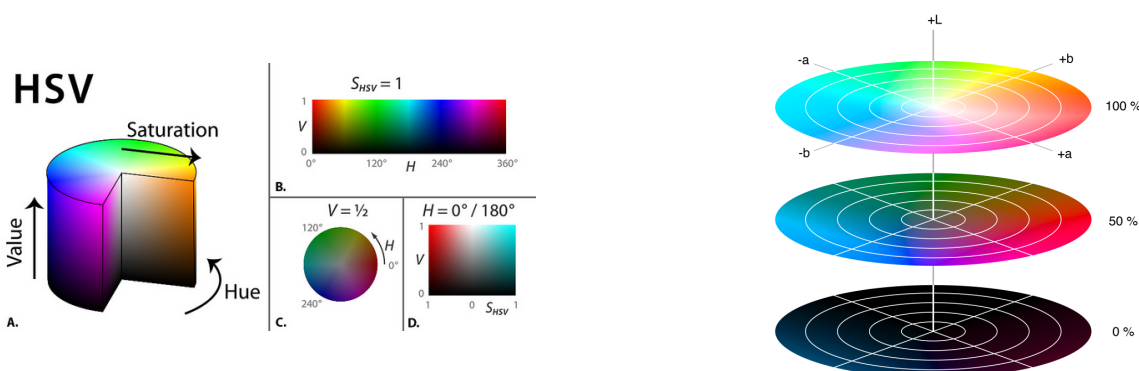 HSV
Saturation
Value
Hue
A.
S_HSV = 1
1
V
0
0°
120°
240°
360°
H
B.
V = ½
120°
H
0°
240°
C.
H = 0° / 180°
1
V
0
1
0
1
S_HSV
D.
+L
-a
+b
100 %
-b
+a
50 %
0 %